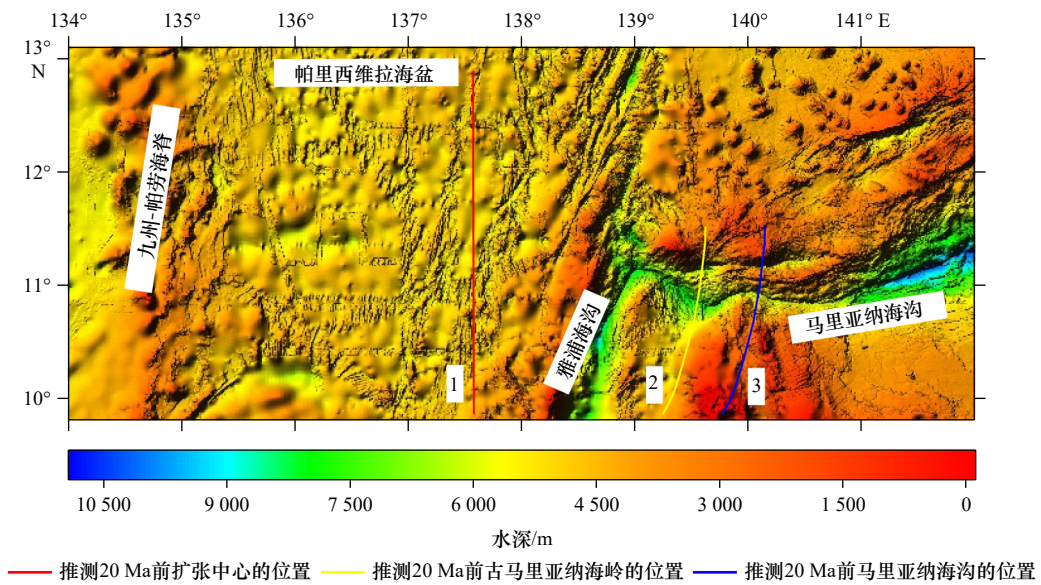 134° 135° 136° 137° 138° 139° 140° 141° E
13°
N
帕里西维拉海盆
12°
九州-帕劳海脊
11°
雅浦海沟
马里亚纳海沟
10°
1
2
3
10 500 9 000 7 500 6 000 4 500 3 000 1 500 0
水深/m
推测20 Ma前扩张中心的位置 推测20 Ma前古马里亚纳海岭的位置 推测20 Ma前马里亚纳海沟的位置